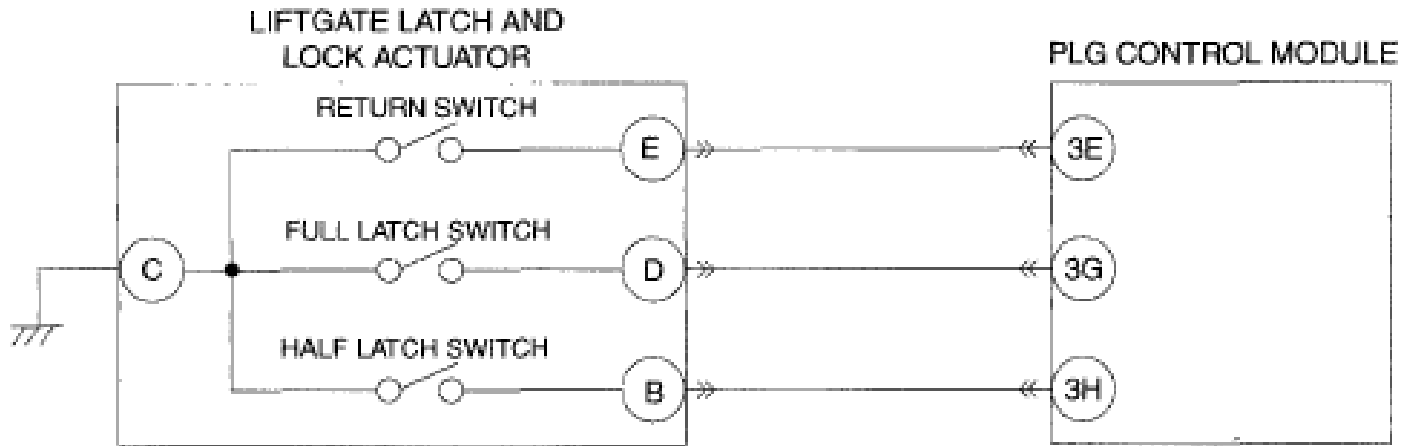 LIFTGATE LATCH AND
LOCK ACTUATOR
PLG CONTROL MODULE
RETURN SWITCH
E
3E
FULL LATCH SWITCH
C
D
3G
HALF LATCH SWITCH
B
3H